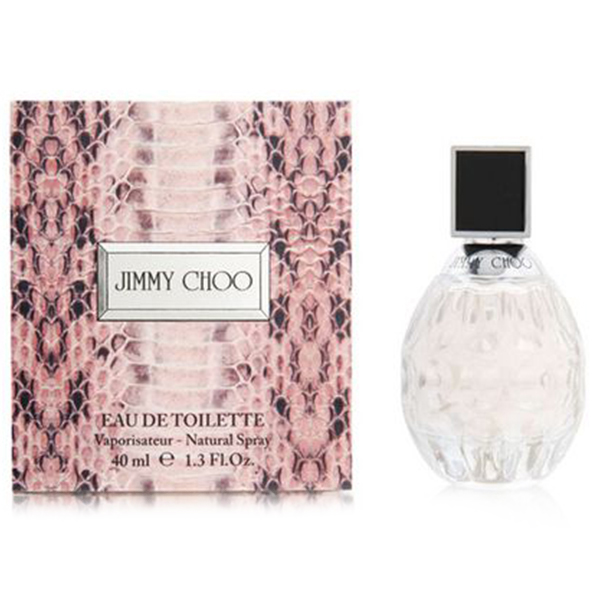 JIMMY CHOO
EAU DE TOILETTE
Vaporisateur - Natural Spray
40 ml ℮ 1.3 Fl.Oz.
JIMMY CHOO